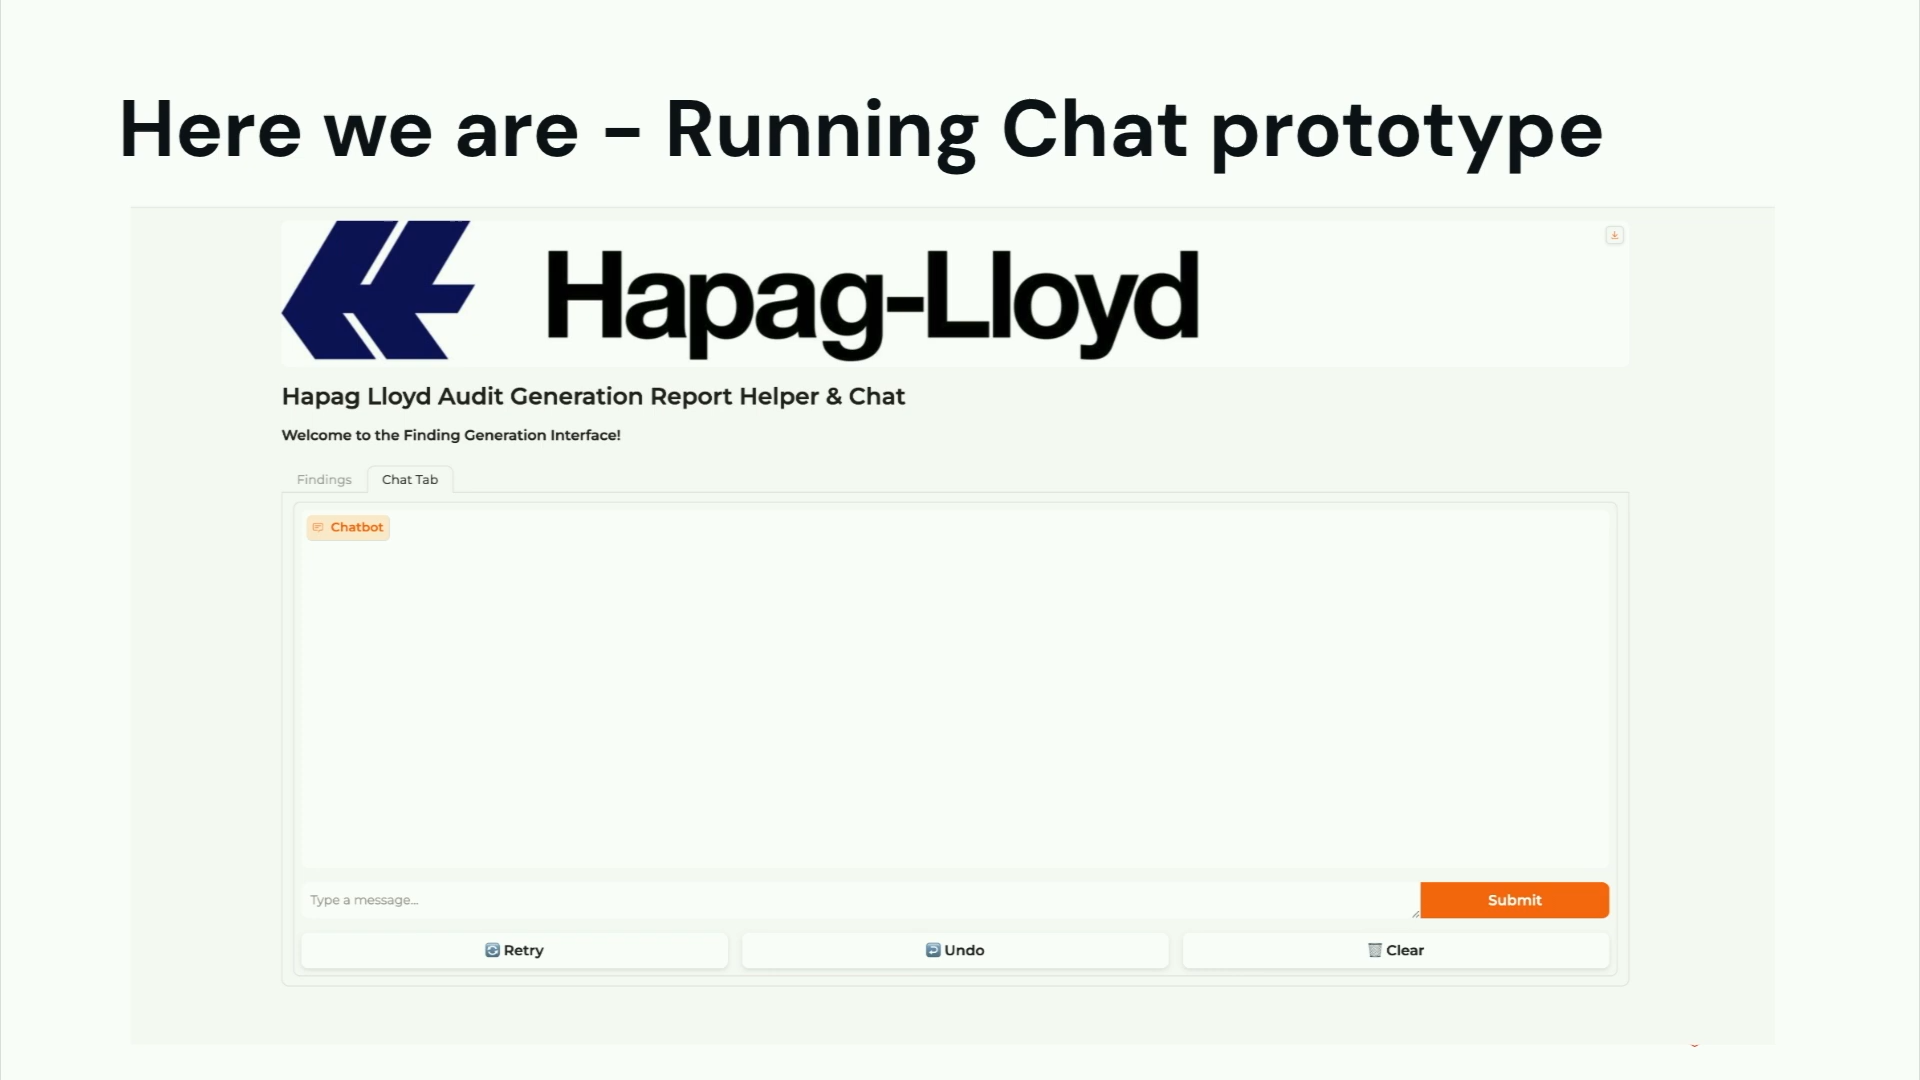 Here we are – Running Chat prototype
Hapag-Lloyd
Hapag Lloyd Audit Generation Report Helper & Chat
Welcome to the Finding Generation Interface!
Findings
Chat Tab
Chatbot
Type a message...
Submit
Retry
Undo
Clear